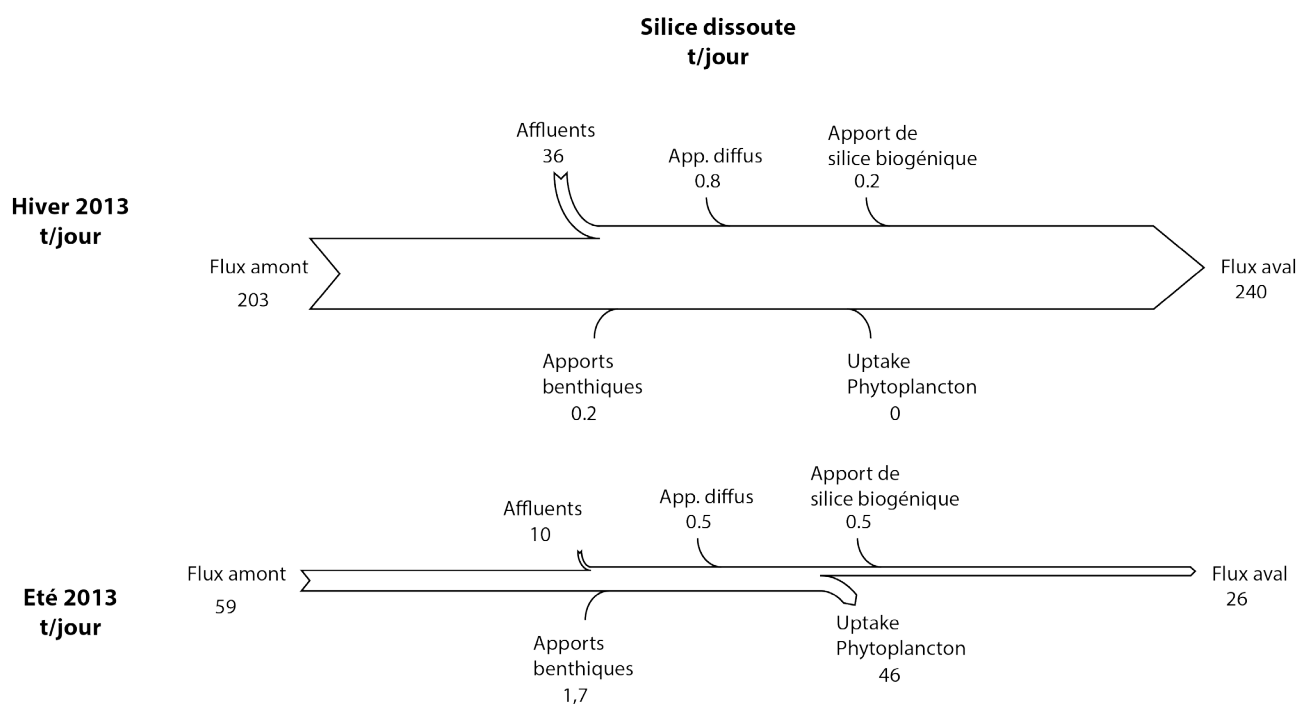 Silice dissoute
t/jour
Hiver 2013
t/jour
Flux amont
203
Affluents
36
App. diffus
0.8
Apport de
silice biogénique
0.2
Flux aval
240
Apports
benthiques
0.2
Uptake
Phytoplancton
0
Eté 2013
t/jour
Flux amont
59
Affluents
10
App. diffus
0.5
Apport de
silice biogénique
0.5
Flux aval
26
Apports
benthiques
1,7
Uptake
Phytoplancton
46